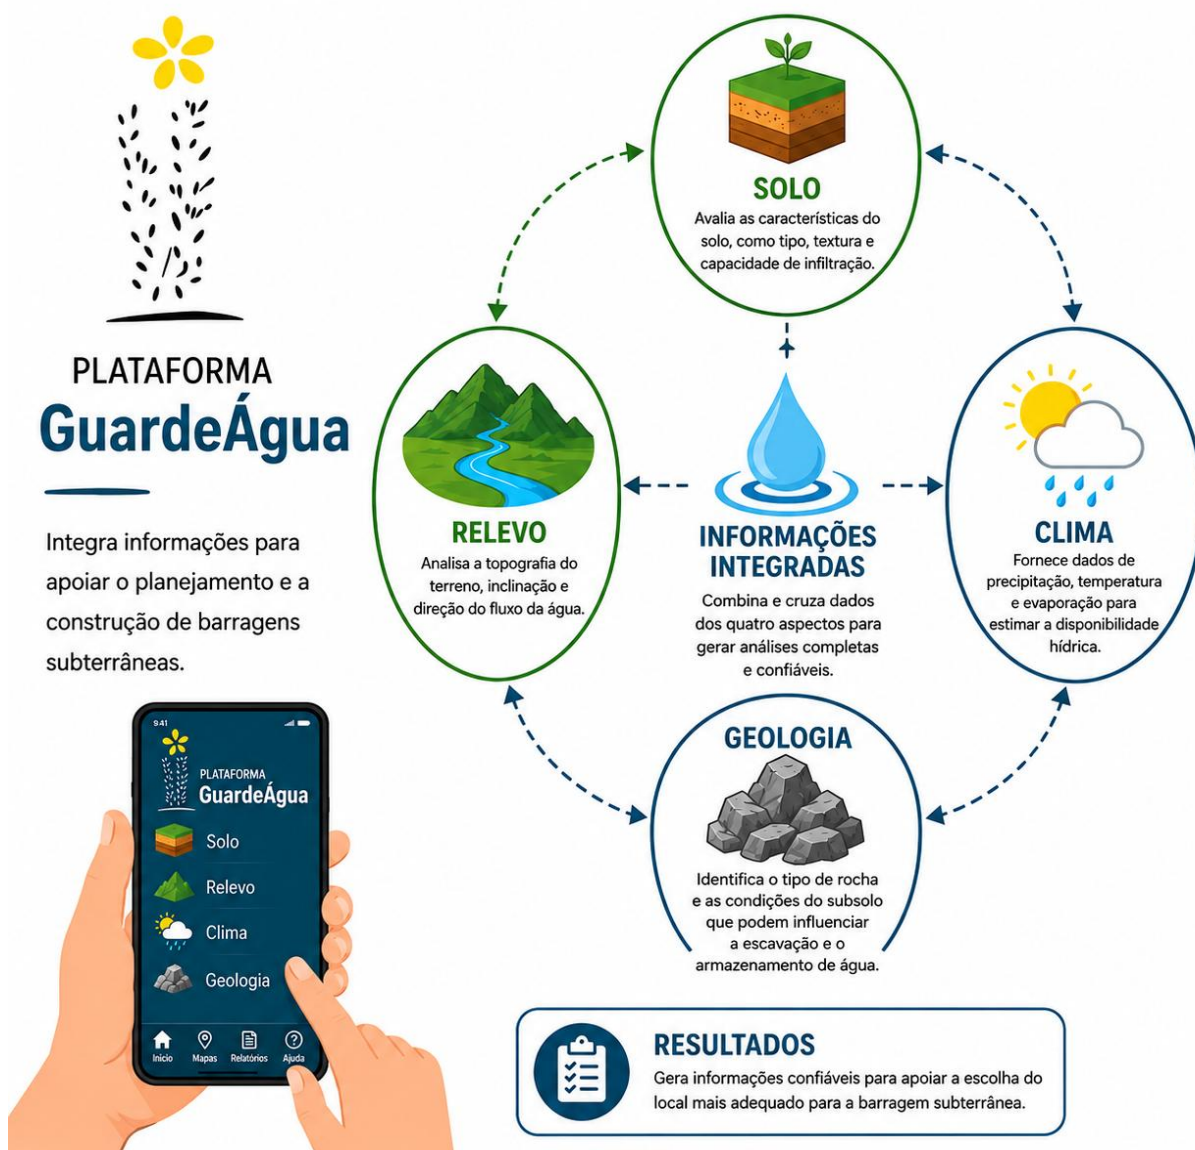 PLATAFORMA
GuardeÁgua
Integra informações para
apoiar o planejamento e a
construção de barragens
subterrâneas.
SOLO
Avalia as características do
solo, como tipo, textura e
capacidade de infiltração.
RELEVO
Analisa a topografia do
terreno, inclinação e
direção do fluxo da água.
INFORMAÇÕES
INTEGRADAS
Combina e cruza dados
dos quatro aspectos para
gerar análises completas
e confiáveis.
CLIMA
Fornece dados de
precipitação, temperatura
e evaporação para
estimar a disponibilidade
hídrica.
GEOLOGIA
Identifica o tipo de rocha
e as condições do subsolo
que podem influenciar
a escavação e o
armazenamento de água.
9:41
PLATAFORMA
GuardeÁgua
Solo
Relevo
Clima
Geologia
Início Mapas Relatórios Ajuda
RESULTADOS
Gera informações confiáveis para apoiar a escolha do
local mais adequado para a barragem subterrânea.